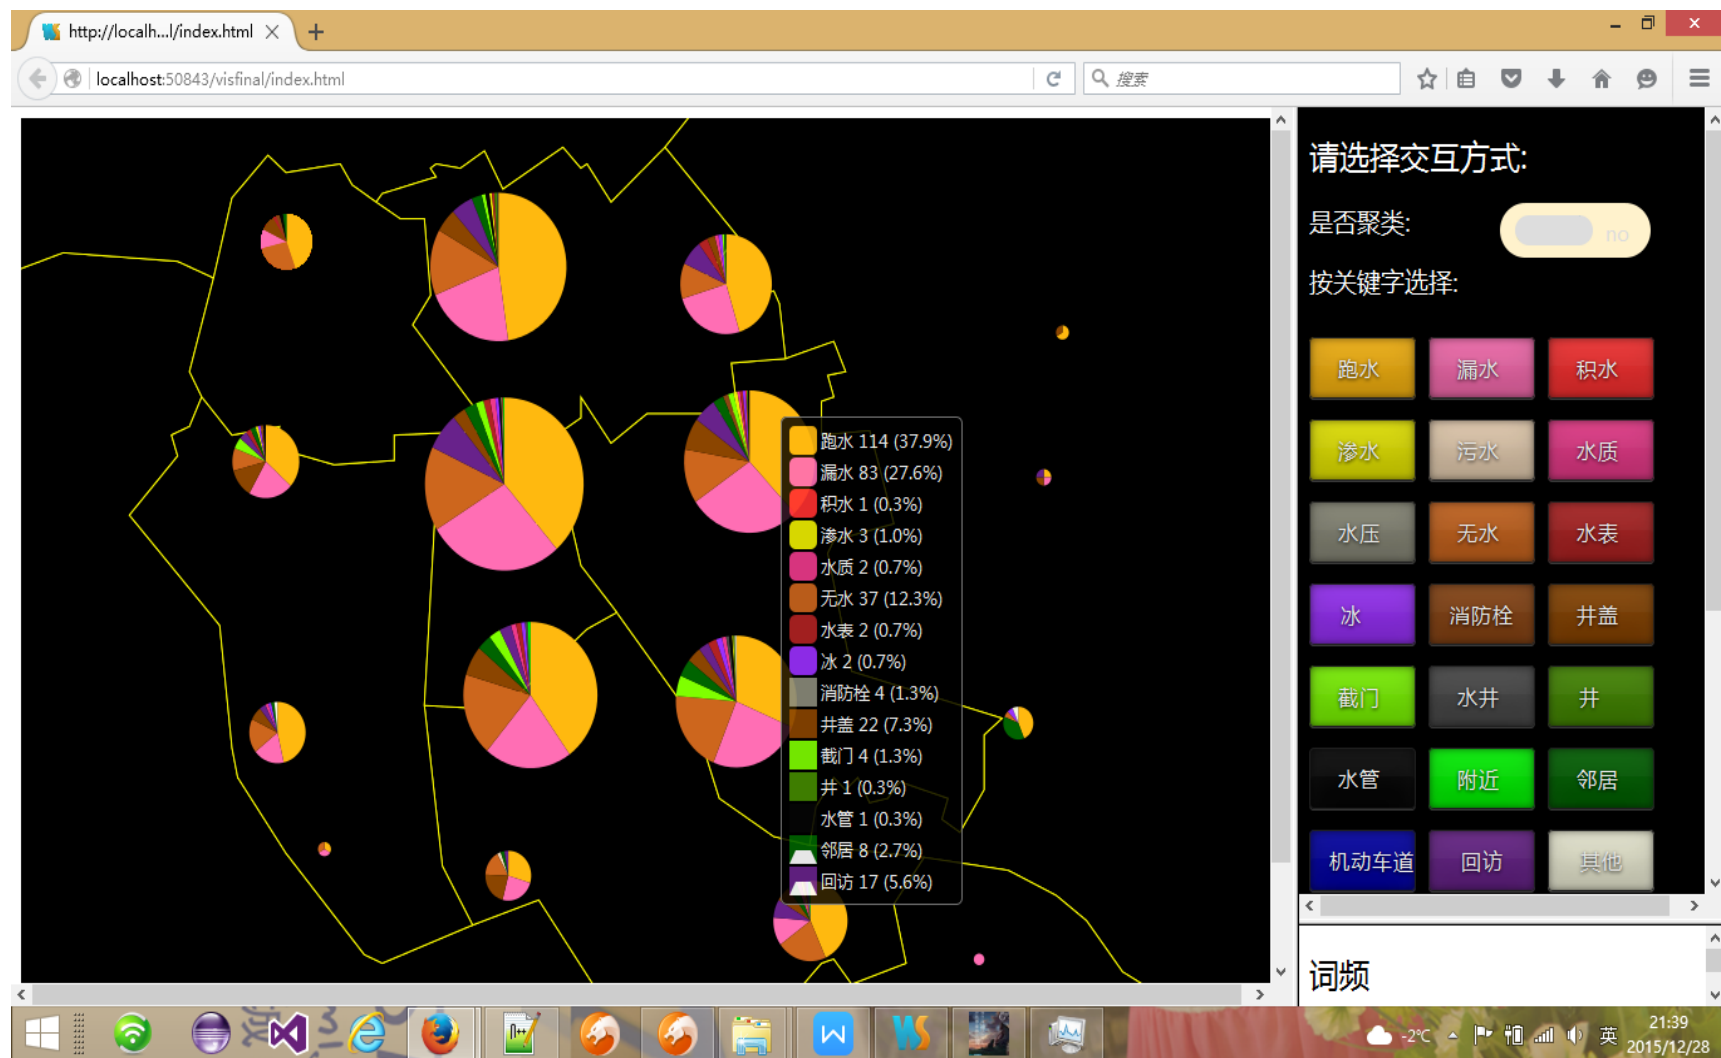 http://localh...l/index.html
localhost:50843/visfinal/index.html
搜索
请选择交互方式:
是否聚类:
no
按关键字选择:
跑水 漏水 积水
渗水 污水 水质
水压 无水 水表
冰 消防栓 井盖
截门 水井 井
水管 附近 邻居
机动车道 回访 其他
词频
跑水 114 (37.9%)
漏水 83 (27.6%)
积水 1 (0.3%)
渗水 3 (1.0%)
水质 2 (0.7%)
无水 37 (12.3%)
水表 2 (0.7%)
冰 2 (0.7%)
消防栓 4 (1.3%)
井盖 22 (7.3%)
截门 4 (1.3%)
井 1 (0.3%)
水管 1 (0.3%)
邻居 8 (2.7%)
回访 17 (5.6%)
-2℃
英
21:39
2015/12/28